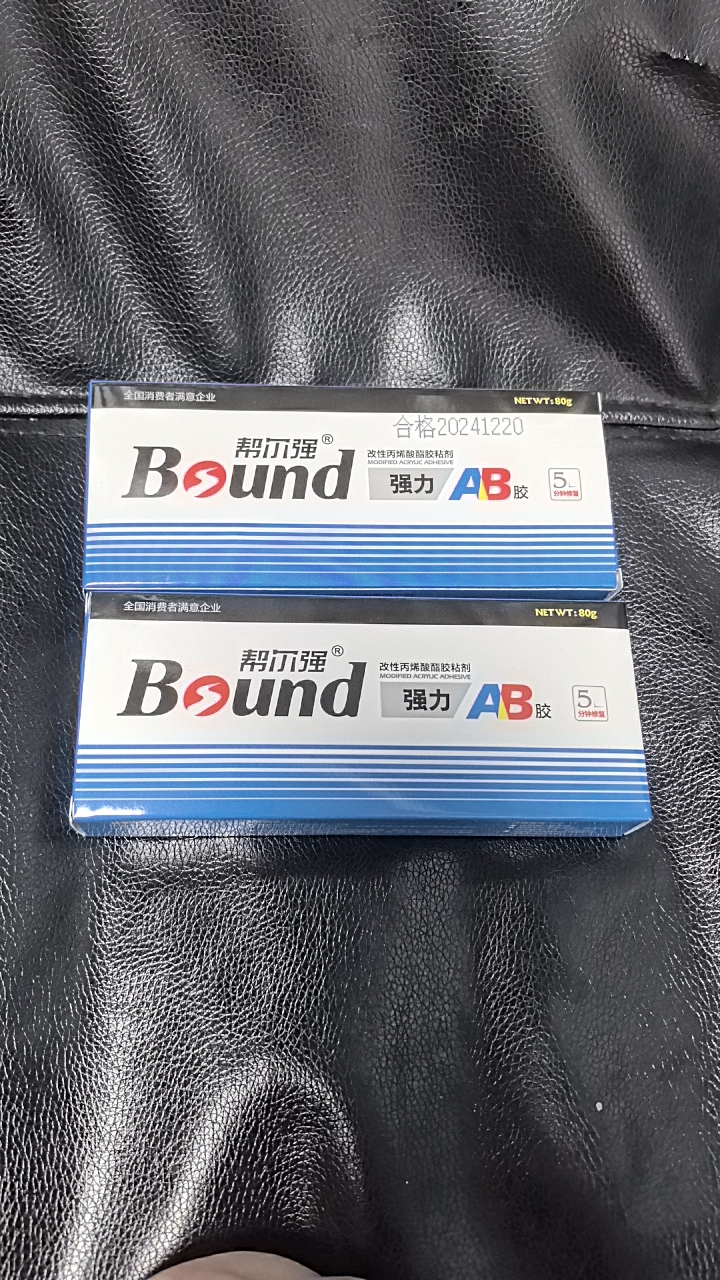 全国消费者满意企业
NET WT: 80g
合格20241220
帮尔强®
Bound
改性丙烯酸酯胶粘剂
MODIFIED ACRYLIC ADHESIVE
强力 AB胶
5
分钟修复
全国消费者满意企业
NET WT: 80g
帮尔强®
Bound
改性丙烯酸酯胶粘剂
MODIFIED ACRYLIC ADHESIVE
强力 AB胶
5
分钟修复